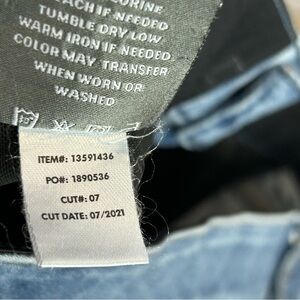 TUMBLE DRY LOW
WARM IRON IF NEEDED
COLOR MAY TRANSFER
WHEN WORN OR
WASHED
ITEM#: 13591436
PO#: 1890536
CUT#: 07
CUT DATE: 07/2021